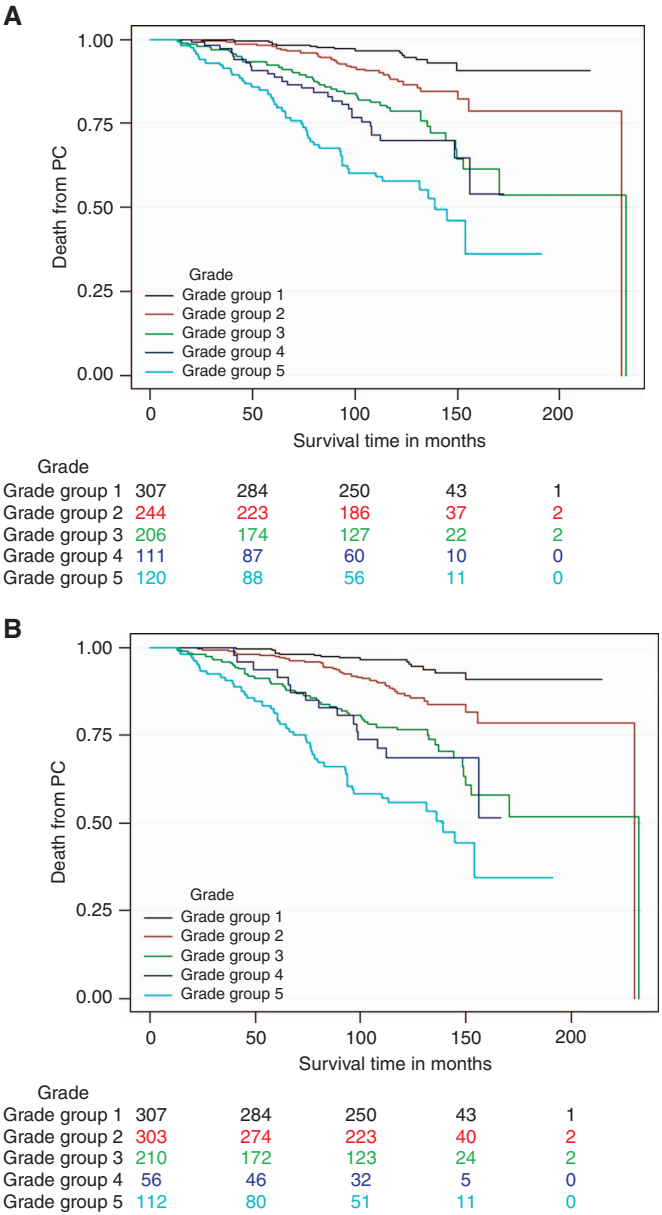 A
1.00
0.75
0.50
0.25
0.00
Death from PC
Grade
Grade group 1
Grade group 2
Grade group 3
Grade group 4
Grade group 5
0 50 100 150 200
Survival time in months
Grade
Grade group 1 307 284 250 43 1
Grade group 2 244 223 186 37 2
Grade group 3 206 174 127 22 2
Grade group 4 111 87 60 10 0
Grade group 5 120 88 56 11 0
B
1.00
0.75
0.50
0.25
0.00
Death from PC
Grade
Grade group 1
Grade group 2
Grade group 3
Grade group 4
Grade group 5
0 50 100 150 200
Survival time in months
Grade
Grade group 1 307 284 250 43 1
Grade group 2 303 274 223 40 2
Grade group 3 210 172 123 24 2
Grade group 4 56 46 32 5 0
Grade group 5 112 80 51 11 0